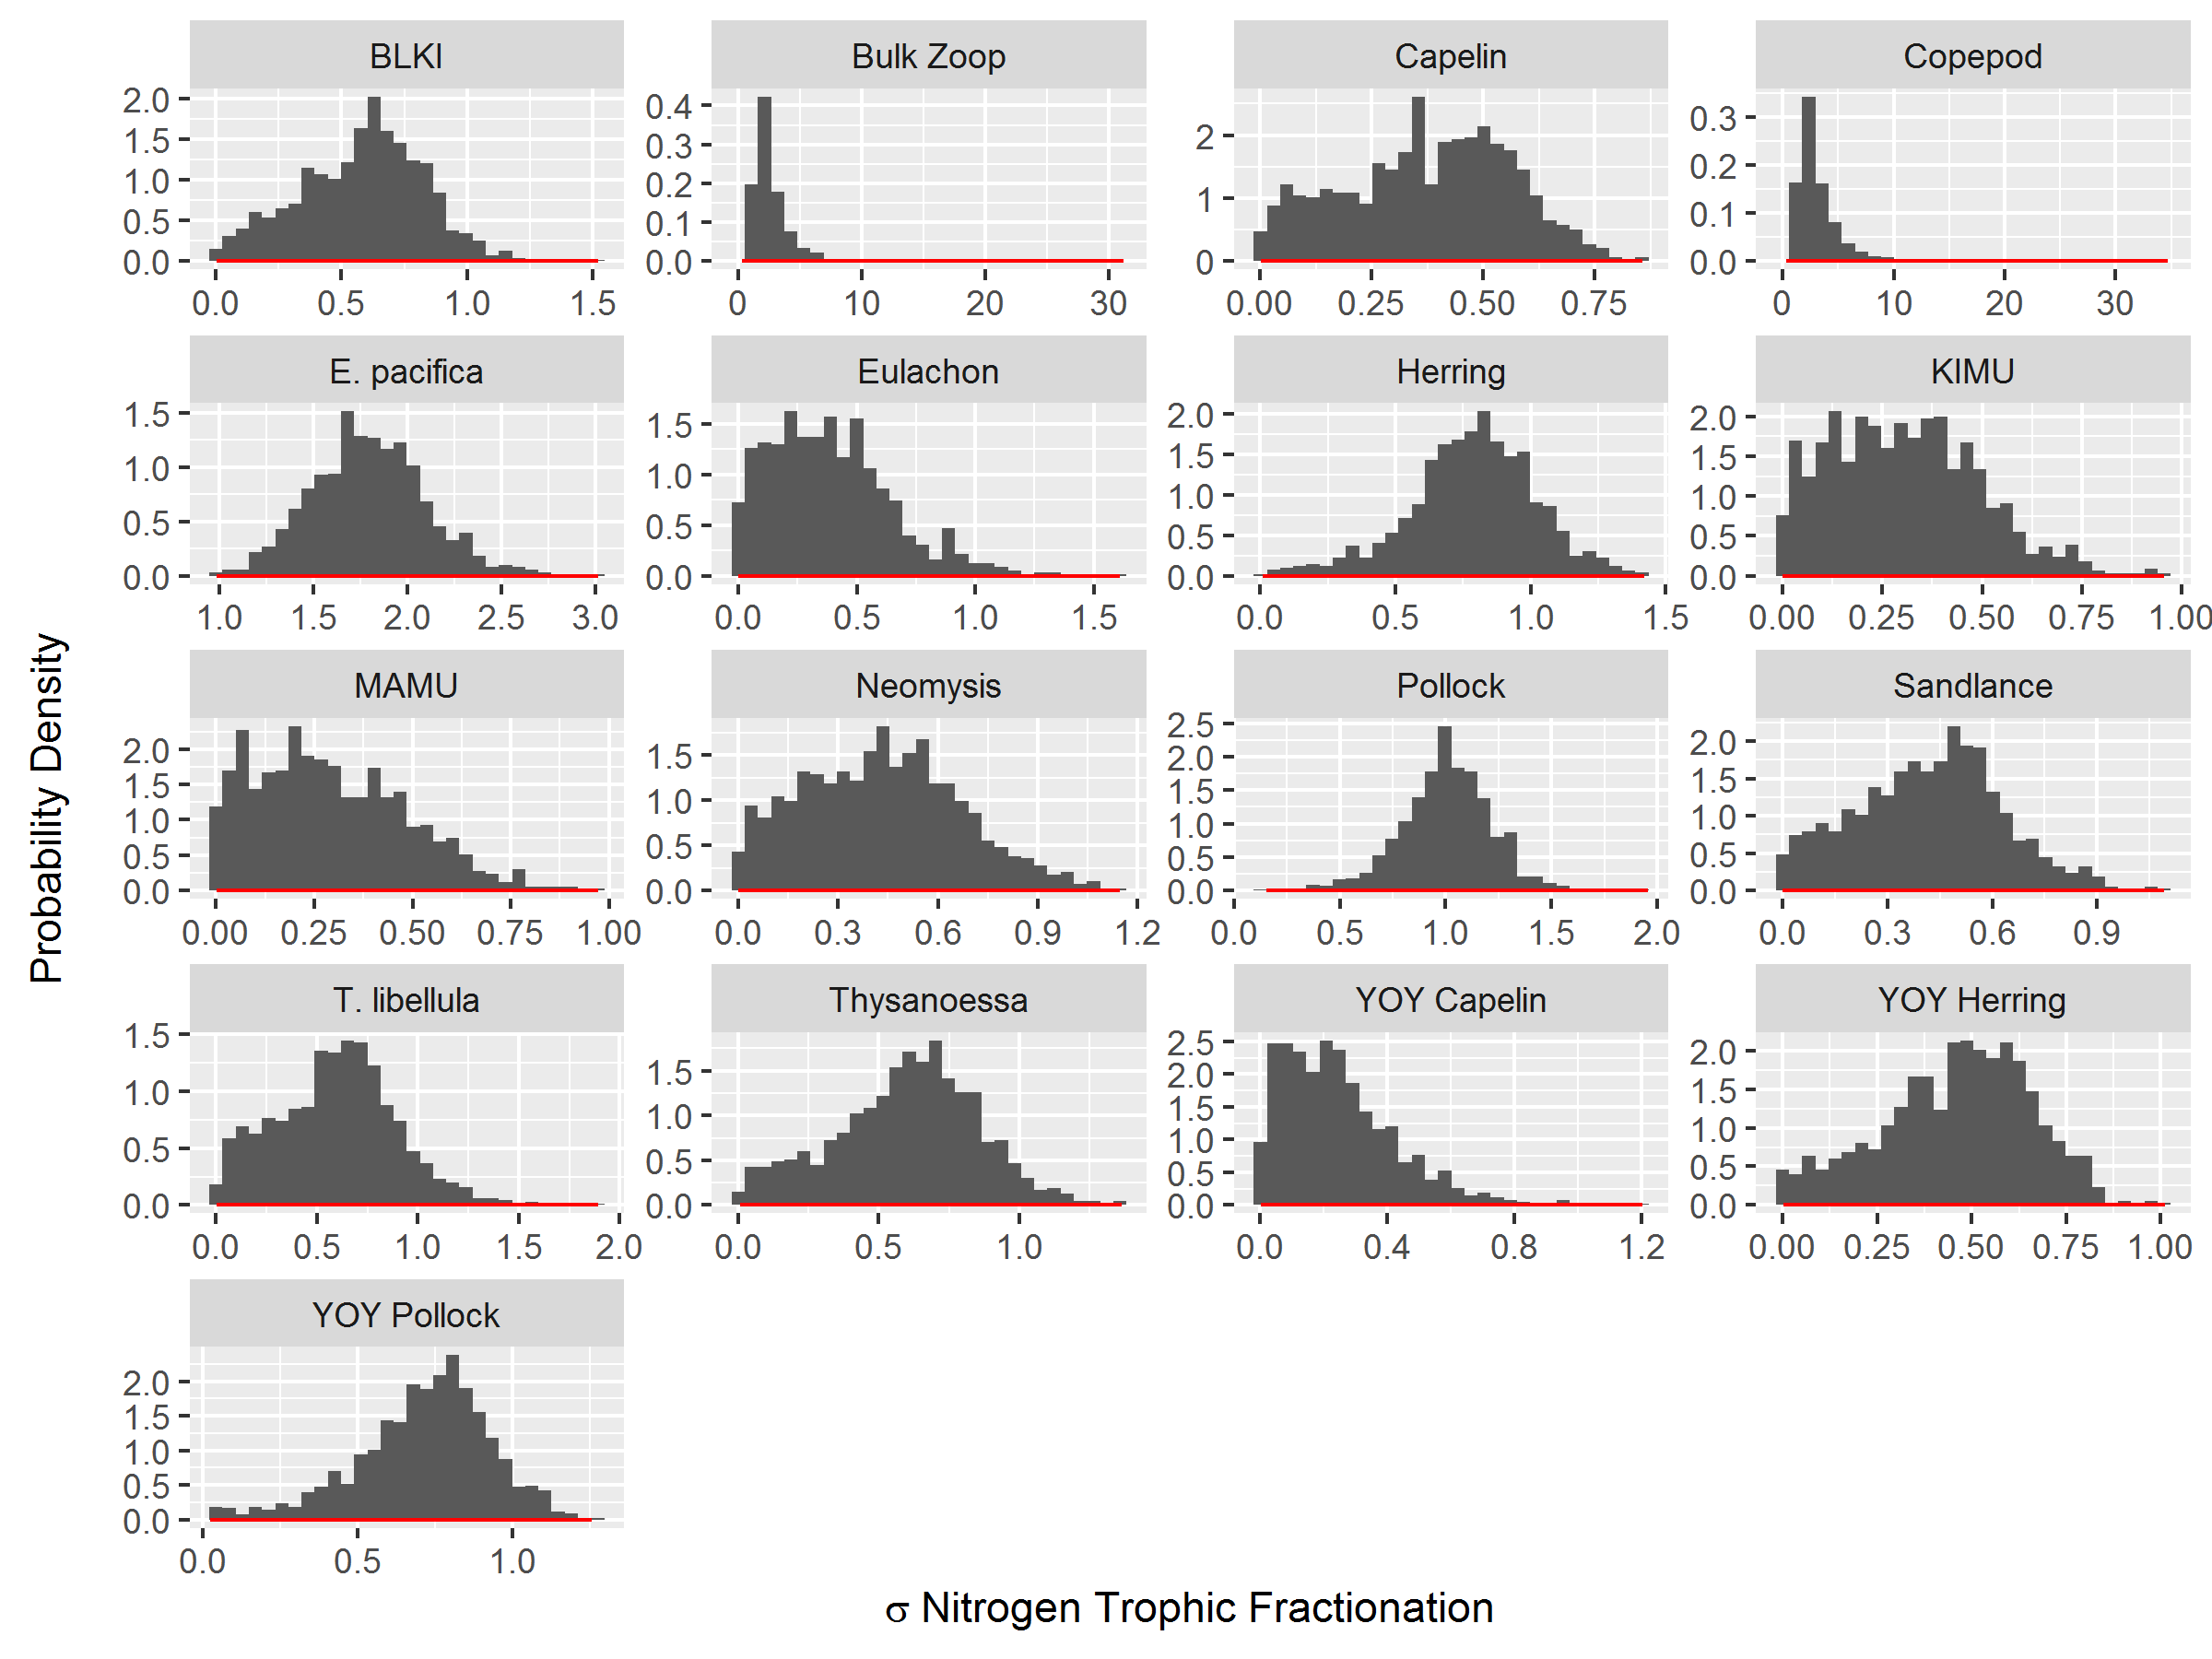 BLKI Bulk Zoop Capelin Copepod
2.0 1.5 1.0 0.5 0.0
0.4 0.3 0.2 0.1 0.0
2 1 0
0.3 0.2 0.1 0.0
0.0 0.5 1.0 1.5 0 10 20 30 0.00 0.25 0.50 0.75 0 10 20 30
E. pacifica Eulachon Herring KIMU
1.5 1.0 0.5 0.0
1.5 1.0 0.5 0.0
2.0 1.5 1.0 0.5 0.0
2.0 1.5 1.0 0.5 0.0
1.0 1.5 2.0 2.5 3.0 0.0 0.5 1.0 1.5 0.0 0.5 1.0 1.5 0.00 0.25 0.50 0.75 1.00
Probability Density
MAMU Neomysis Pollock Sandlance
2.0 1.5 1.0 0.5 0.0
1.5 1.0 0.5 0.0
2.5 2.0 1.5 1.0 0.5 0.0
2.0 1.5 1.0 0.5 0.0
0.00 0.25 0.50 0.75 1.00 0.0 0.3 0.6 0.9 1.2 0.0 0.5 1.0 1.5 2.0 0.0 0.3 0.6 0.9
T. libellula Thysanoessa YOY Capelin YOY Herring
1.5 1.0 0.5 0.0
1.5 1.0 0.5 0.0
2.5 2.0 1.5 1.0 0.5 0.0
2.0 1.5 1.0 0.5 0.0
0.0 0.5 1.0 1.5 2.0 0.0 0.5 1.0 0.0 0.4 0.8 1.2 0.00 0.25 0.50 0.75 1.00
YOY Pollock
2.0 1.5 1.0 0.5 0.0
0.0 0.5 1.0
σ Nitrogen Trophic Fractionation